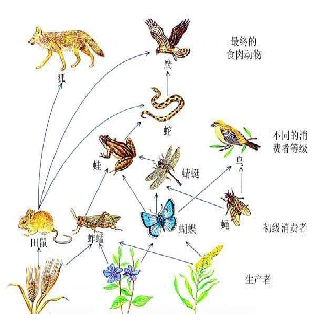 最终的
食肉动物
狐
鹰
蛇
不同的消
费者等级
蛙
蜻蜓
鸟
田鼠
蚱蜢
蝴蝶
蝇
初级消费者
生产者